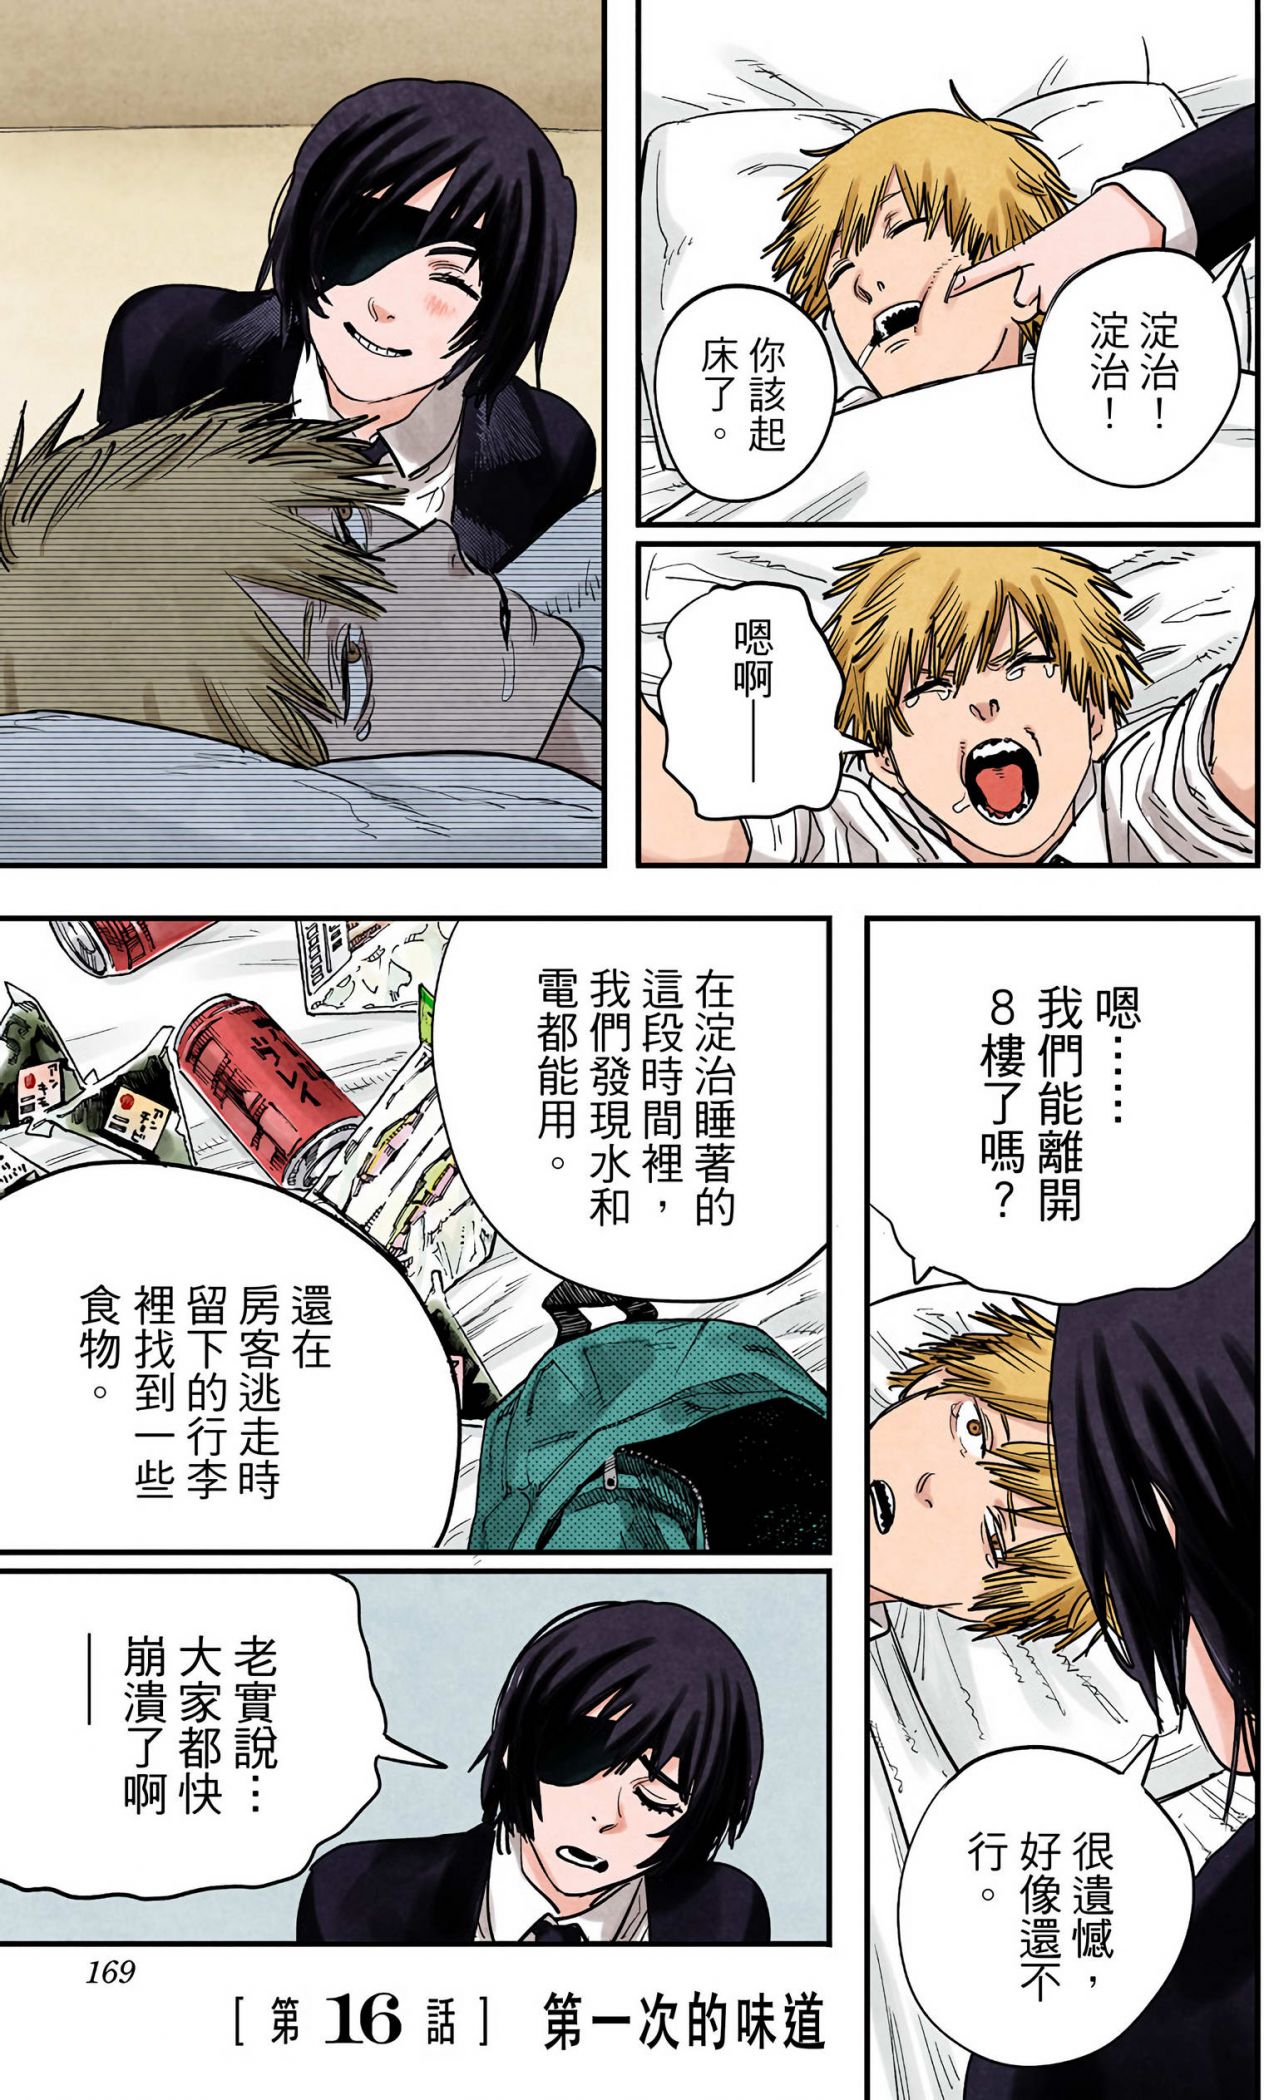 淀治！
淀治！
你該起
床了。
嗯啊——
嗯……
我們能離開
8樓了嗎？
很遺憾，
好像還不
行。
在淀治睡著的
這段時間裡，
我們發現水和
電都能用。
還在
房客逃走時
留下的行李
裡找到一些
食物。
老實說…
大家都快
崩潰了啊
——
169
[第16話] 第一次的味道